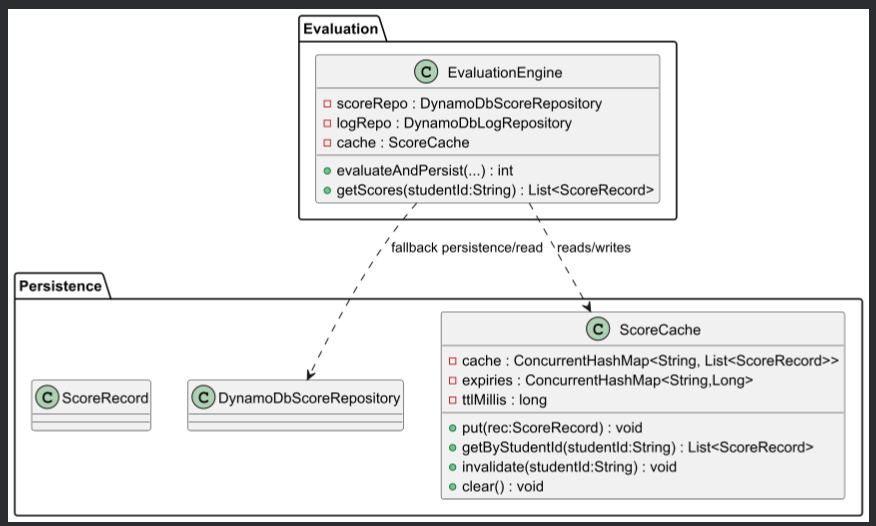 Evaluation
C EvaluationEngine
scoreRepo : DynamoDbScoreRepository
logRepo : DynamoDbLogRepository
cache : ScoreCache
evaluateAndPersist(...) : int
getScores(studentId:String) : List<ScoreRecord>
fallback persistence/read
reads/writes
Persistence
C ScoreRecord
C DynamoDbScoreRepository
C ScoreCache
cache : ConcurrentHashMap<String, List<ScoreRecord>>
expiries : ConcurrentHashMap<String,Long>
ttlMillis : long
put(rec:ScoreRecord) : void
getByStudentId(studentId:String) : List<ScoreRecord>
invalidate(studentId:String) : void
clear() : void